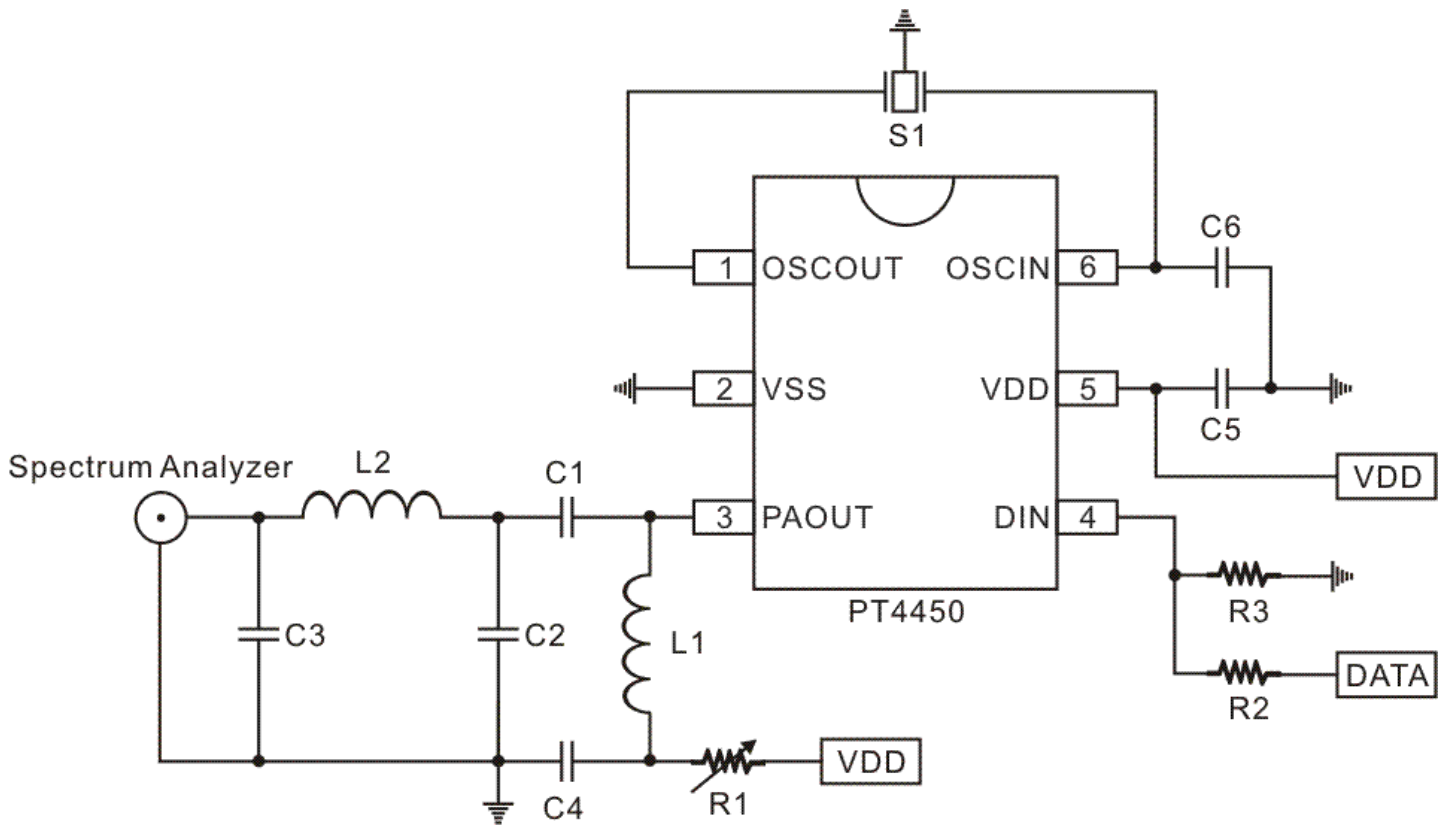 S1
C6
1 OSCOUT OSCIN 6
2 VSS VDD 5
C5
Spectrum Analyzer L2 C1
VDD
3 PAOUT DIN 4
PT4450
R3
C3 C2 L1
DATA
R2
VDD
C4 R1